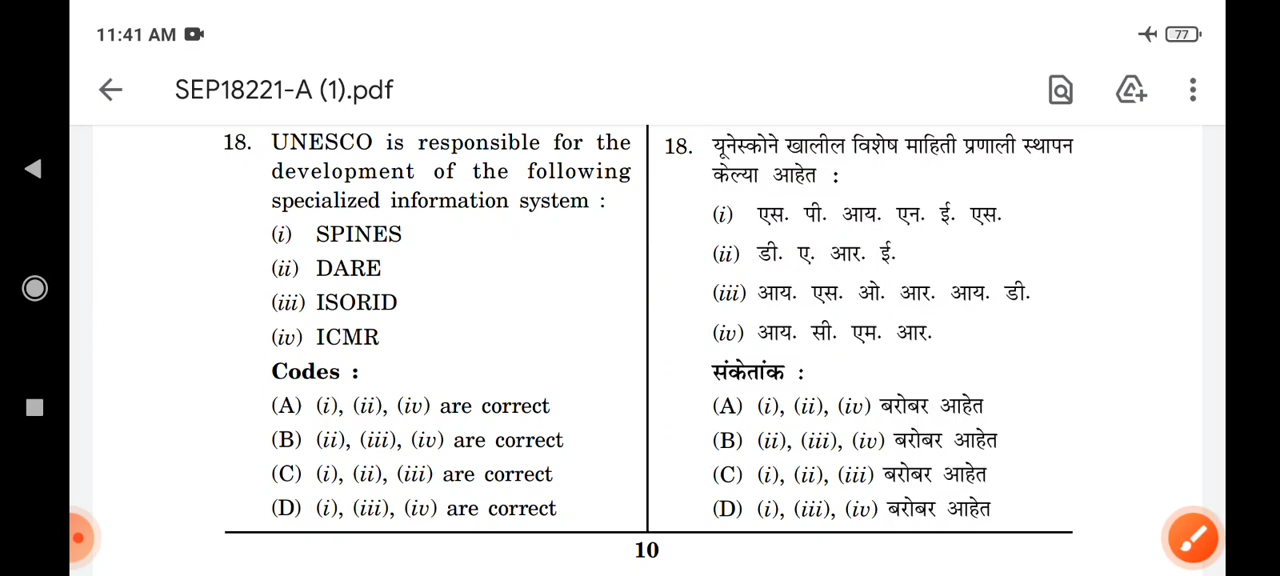 11:41 AM
77
SEP18221-A (1).pdf
18. UNESCO is responsible for the
development of the following
specialized information system :
(i) SPINES
(ii) DARE
(iii) ISORID
(iv) ICMR
Codes :
(A) (i), (ii), (iv) are correct
(B) (ii), (iii), (iv) are correct
(C) (i), (ii), (iii) are correct
(D) (i), (iii), (iv) are correct
18. यूनेस्कोने खालील विशेष माहिती प्रणाली स्थापन
केल्या आहेत :
(i) एस. पी. आय. एन. ई. एस.
(ii) डी. ए. आर. ई.
(iii) आय. एस. ओ. आर. आय. डी.
(iv) आय. सी. एम. आर.
संकेतांक :
(A) (i), (ii), (iv) बरोबर आहेत
(B) (ii), (iii), (iv) बरोबर आहेत
(C) (i), (ii), (iii) बरोबर आहेत
(D) (i), (iii), (iv) बरोबर आहेत
10